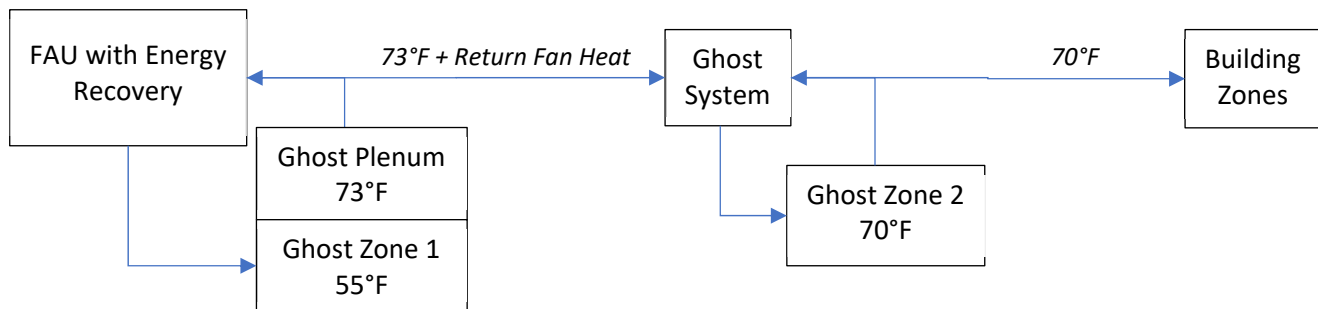 FAU with Energy
Recovery
73°F + Return Fan Heat
Ghost
System
70°F
Building
Zones
Ghost Plenum
73°F
Ghost Zone 1
55°F
Ghost Zone 2
70°F